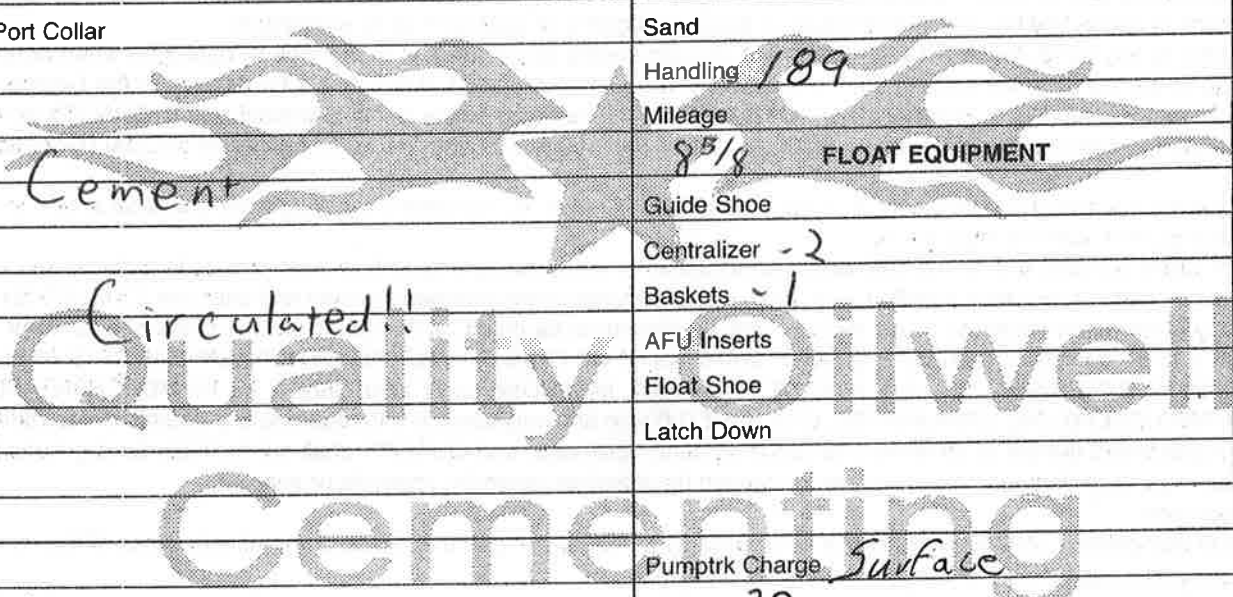 Port Collar
Cement
Circulated!!
Sand
Handling 189
Mileage
8 5/8 FLOAT EQUIPMENT
Guide Shoe
Centralizer - 2
Baskets - 1
AFU Inserts
Float Shoe
Latch Down
Pumptrk Charge Surface
Quality Oilwell
Cementing